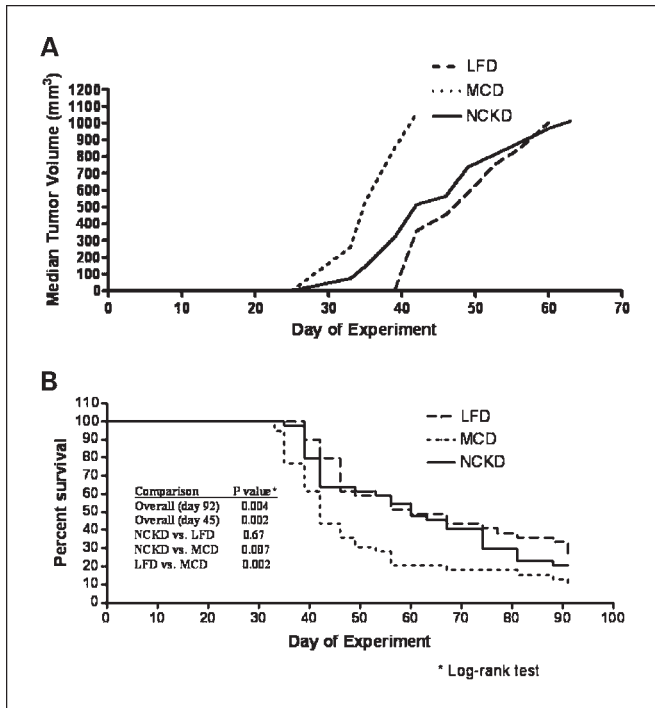 A
LFD
MCD
NCKD
Median Tumor Volume (mm³)
1200
1100
1000
900
800
700
600
500
400
300
200
100
0
0 10 20 30 40 50 60 70
Day of Experiment
B
LFD
MCD
NCKD
Percent survival
110
100
90
80
70
60
50
40
30
20
10
0
Comparison P value*
Overall (day 92) 0.004
Overall (day 45) 0.002
NCKD vs. LFD 0.67
NCKD vs. MCD 0.007
LFD vs. MCD 0.002
0 10 20 30 40 50 60 70 80 90 100
Day of Experiment
* Log-rank test